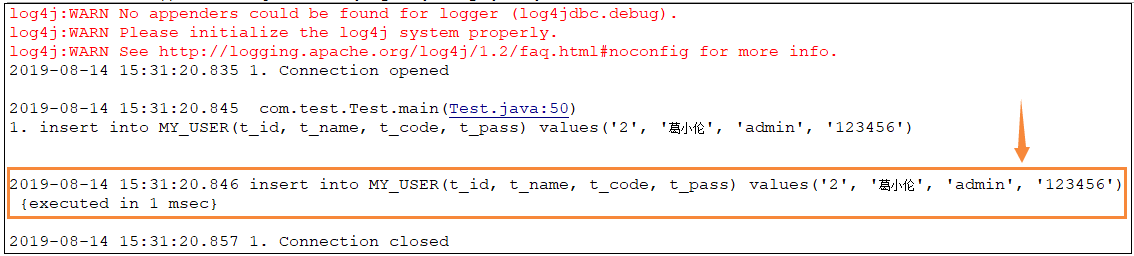 log4j:WARN No appenders could be found for logger (log4jdbc.debug).
log4j:WARN Please initialize the log4j system properly.
log4j:WARN See http://logging.apache.org/log4j/1.2/faq.html#noconfig for more info.
2019-08-14 15:31:20.835 1. Connection opened
2019-08-14 15:31:20.845  com.test.Test.main(Test.java:50)
1. insert into MY_USER(t_id, t_name, t_code, t_pass) values('2', '葛小伦', 'admin', '123456')
2019-08-14 15:31:20.846 insert into MY_USER(t_id, t_name, t_code, t_pass) values('2', '葛小伦', 'admin', '123456')
{executed in 1 msec}
2019-08-14 15:31:20.857 1. Connection closed